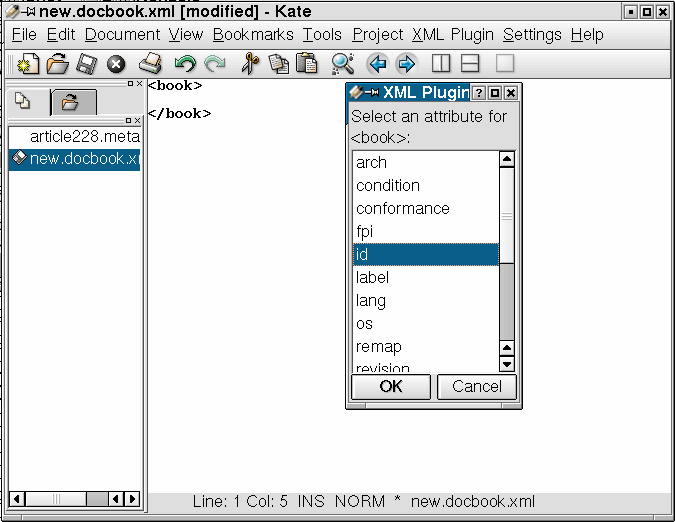 new.docbook.xml [modified] - Kate
File Edit Document View Bookmarks Tools Project XML Plugin Settings Help
<book>
</book>
article228.meta
new.docbook.x
XML Plugin
Select an attribute for
<book>:
arch
condition
conformance
fpi
id
label
lang
os
remap
revision
OK Cancel
Line: 1 Col: 5 INS NORM * new.docbook.xml